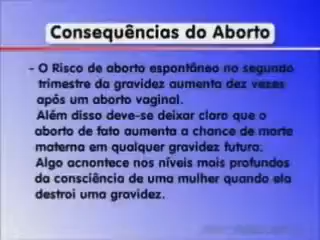 Consequências do Aborto
- O Risco de aborto espontâneo no segundo
trimestre da gravidez aumenta dez vezes
após um aborto vaginal.
Além disso deve-se deixar claro que o
aborto de fato aumenta a chance de morte
materna em qualquer gravidez futura.
Algo acnontece nos níveis mais profundos
da consciência de uma mulher quando ela
destroi uma gravidez.